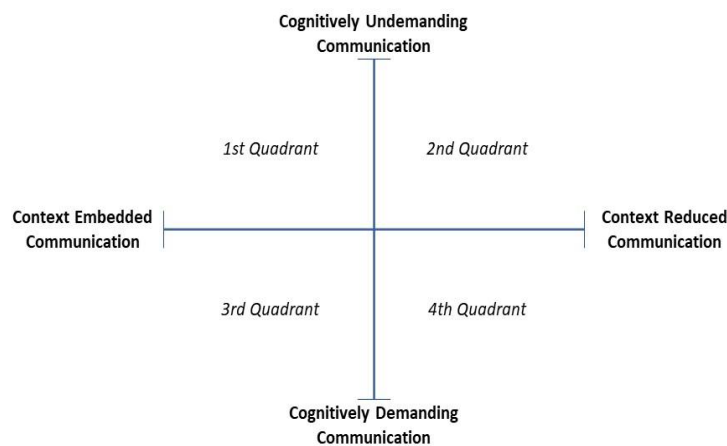 Cognitively Undemanding
Communication
1st Quadrant
2nd Quadrant
Context Embedded
Communication
Context Reduced
Communication
3rd Quadrant
4th Quadrant
Cognitively Demanding
Communication